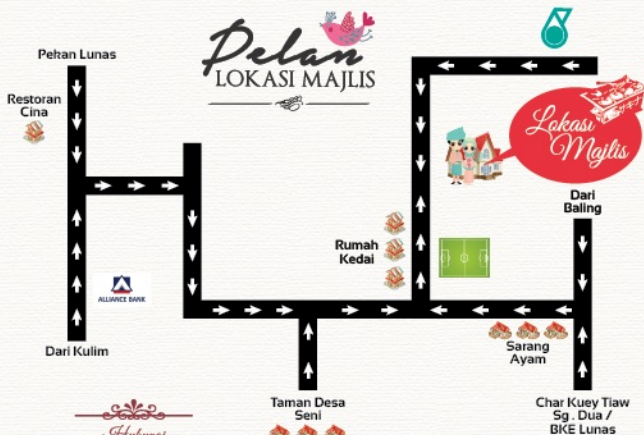 Pelan
LOKASI MAJLIS
Pekan Lunas
Restoran
Cina
Lokasi
Majlis
Dari
Baling
Rumah
Kedai
ALLIANCE BANK
Dari Kulim
Sarang
Ayam
Taman Desa
Seni
Char Kuey Tiaw
Sg . Dua /
BKE Lunas
Hubungi